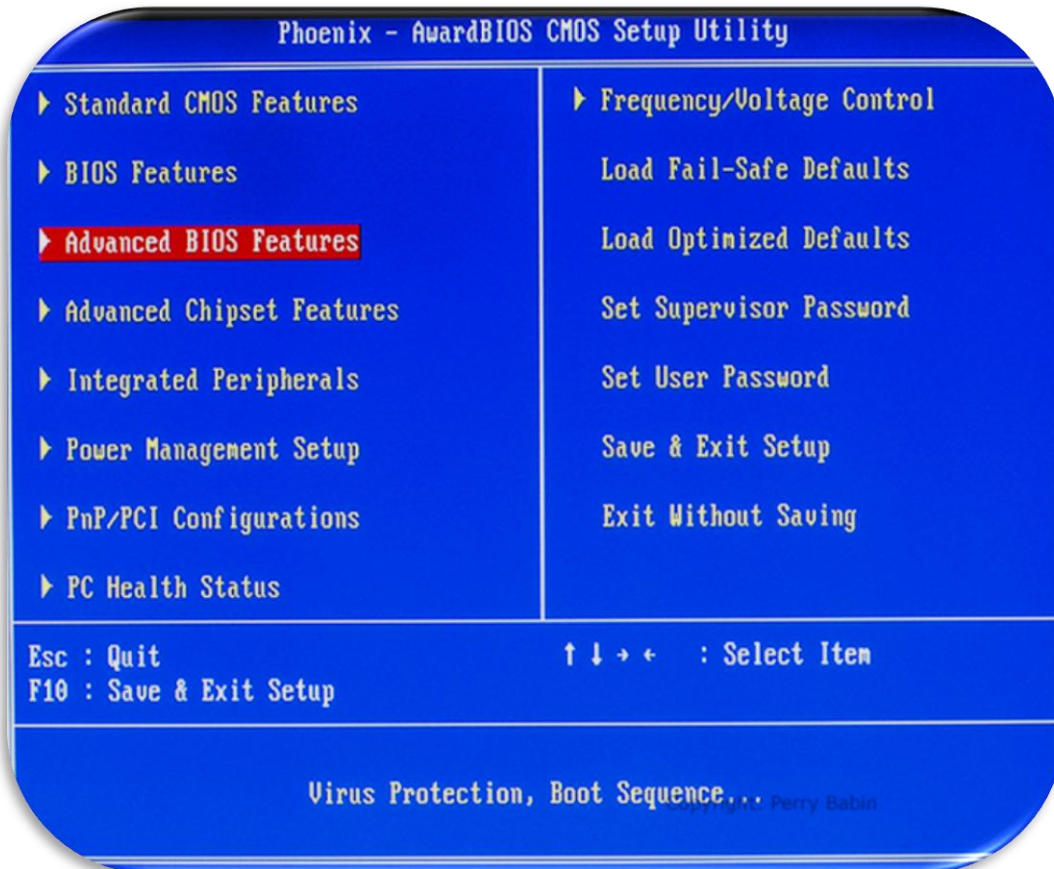 Phoenix - AwardBIOS CMOS Setup Utility
Standard CMOS Features
BIOS Features
Advanced BIOS Features
Advanced Chipset Features
Integrated Peripherals
Power Management Setup
PnP/PCI Configurations
PC Health Status
Frequency/Voltage Control
Load Fail-Safe Defaults
Load Optimized Defaults
Set Supervisor Password
Set User Password
Save & Exit Setup
Exit Without Saving
Esc : Quit
F10 : Save & Exit Setup
↑ ↓ → ← : Select Item
Virus Protection, Boot Sequence...
Copyright: Perry Babin